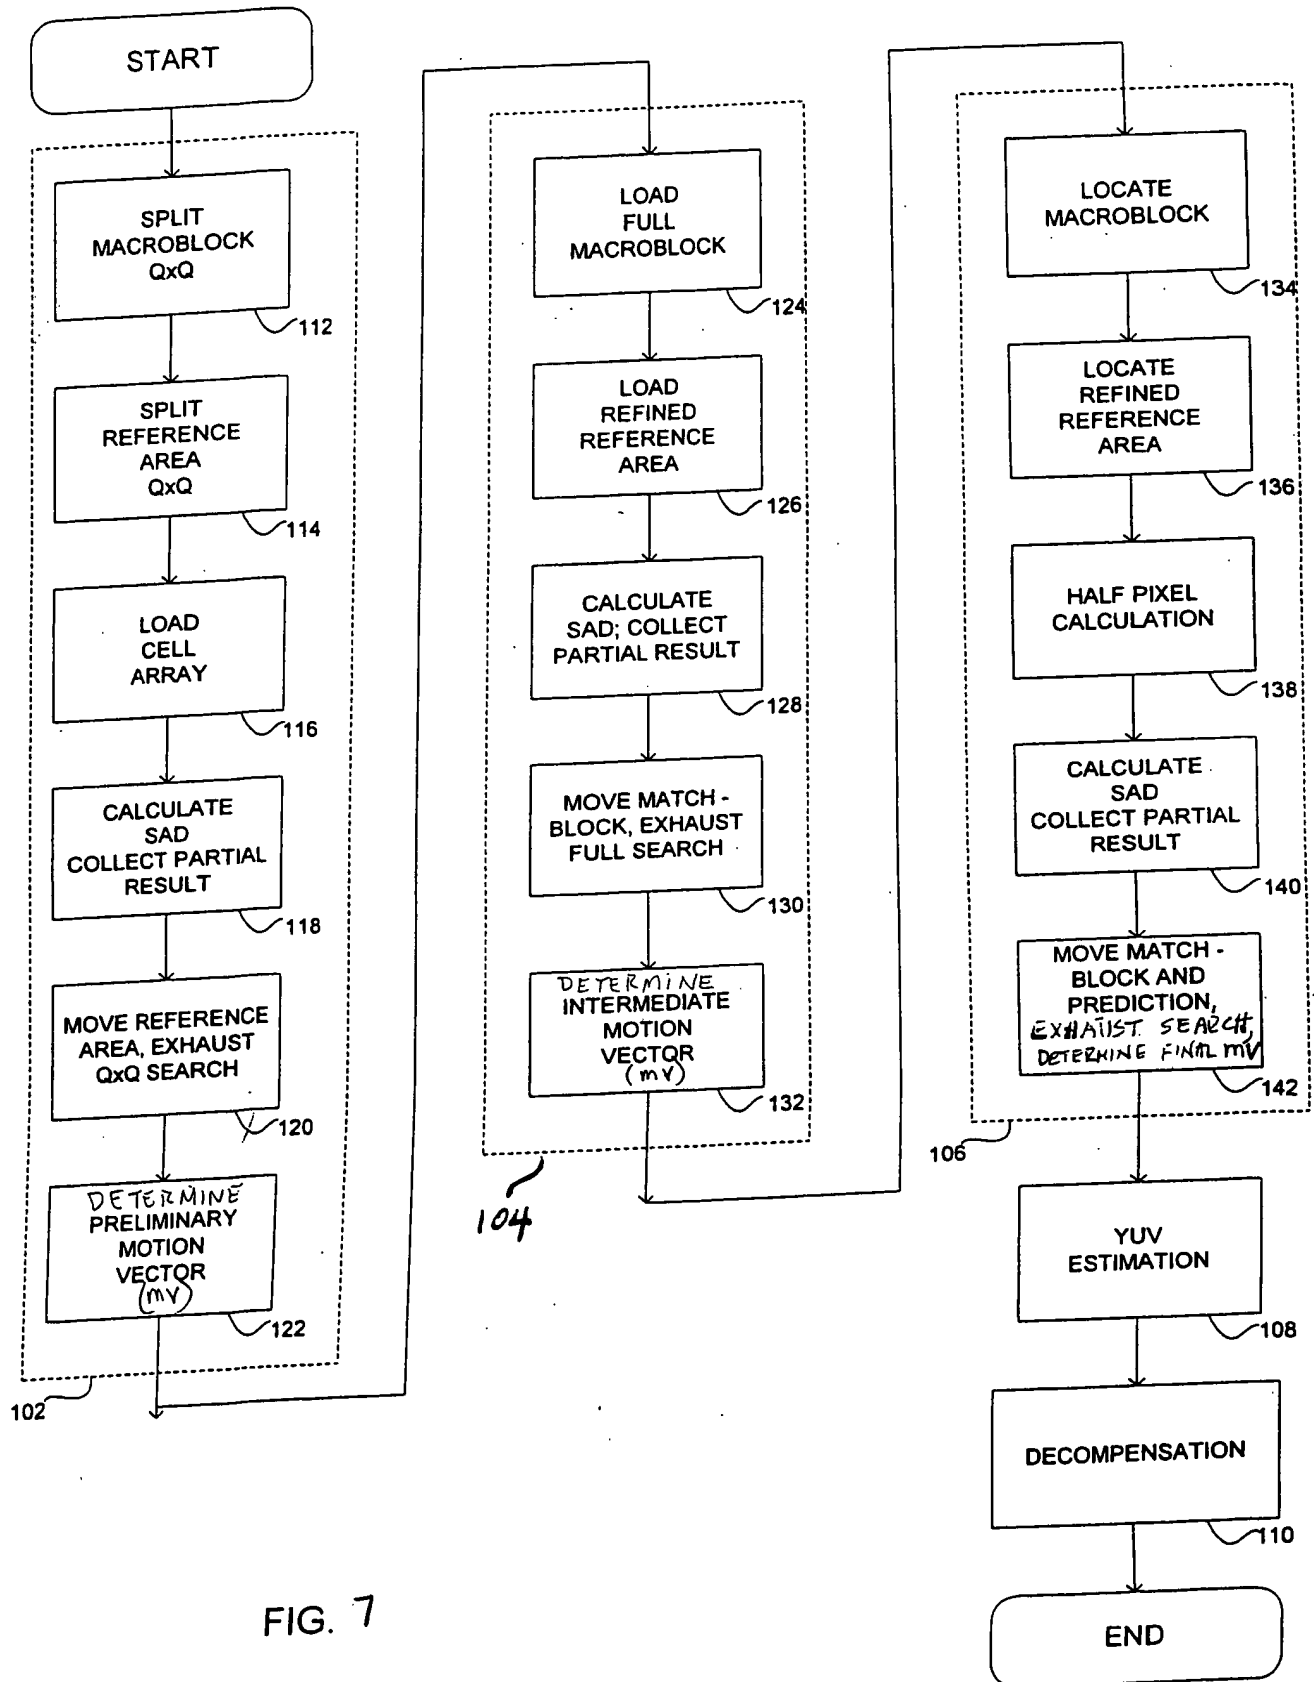 START
SPLIT
MACROBLOCK
QxQ
112
SPLIT
REFERENCE
AREA
QxQ
114
LOAD
CELL
ARRAY
116
CALCULATE
SAD
COLLECT PARTIAL
RESULT
118
MOVE REFERENCE
AREA, EXHAUST
QxQ SEARCH
120
DETERMINE
PRELIMINARY
MOTION
VECTOR
(mv)
122
102
LOAD
FULL
MACROBLOCK
124
LOAD
REFINED
REFERENCE
AREA
126
CALCULATE
SAD; COLLECT
PARTIAL RESULT
128
MOVE MATCH -
BLOCK, EXHAUST
FULL SEARCH
130
DETERMINE
INTERMEDIATE
MOTION
VECTOR
(mv)
132
104
LOCATE
MACROBLOCK
134
LOCATE
REFINED
REFERENCE
AREA
136
HALF PIXEL
CALCULATION
138
CALCULATE
SAD
COLLECT PARTIAL
RESULT
140
MOVE MATCH -
BLOCK AND
PREDICTION,
EXHAUST SEARCH,
DETERMINE FINAL mv
142
106
YUV
ESTIMATION
108
DECOMPENSATION
110
END
FIG. 7